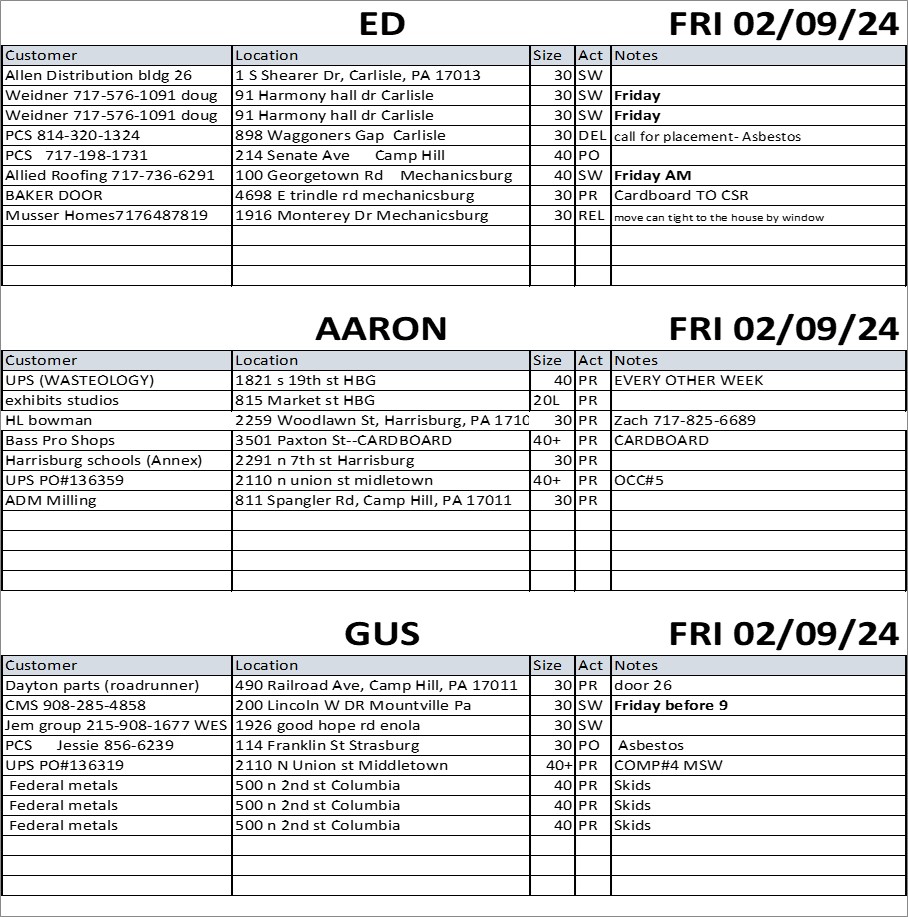 ED FRI 02/09/24
Customer Location Size Act Notes
Allen Distribution bldg 26 1 S Shearer Dr, Carlisle, PA 17013 30 SW
Weidner 717-576-1091 doug 91 Harmony hall dr Carlisle 30 SW Friday
Weidner 717-576-1091 doug 91 Harmony hall dr Carlisle 30 SW Friday
PCS 814-320-1324 898 Waggoners Gap Carlisle 30 DEL call for placement- Asbestos
PCS 717-198-1731 214 Senate Ave Camp Hill 40 PO
Allied Roofing 717-736-6291 100 Georgetown Rd Mechanicsburg 40 SW Friday AM
BAKER DOOR 4698 E trindle rd mechanicsburg 30 PR Cardboard TO CSR
Musser Homes7176487819 1916 Monterey Dr Mechanicsburg 30 REL move can tight to the house by window
AARON FRI 02/09/24
Customer Location Size Act Notes
UPS (WASTEOLOGY) 1821 s 19th st HBG 40 PR EVERY OTHER WEEK
exhibits studios 815 Market st HBG 20L PR
HL bowman 2259 Woodlawn St, Harrisburg, PA 1710 30 PR Zach 717-825-6689
Bass Pro Shops 3501 Paxton St--CARDBOARD 40+ PR CARDBOARD
Harrisburg schools (Annex) 2291 n 7th st Harrisburg 30 PR
UPS PO#136359 2110 n union st midletown 40+ PR OCC#5
ADM Milling 811 Spangler Rd, Camp Hill, PA 17011 30 PR
GUS FRI 02/09/24
Customer Location Size Act Notes
Dayton parts (roadrunner) 490 Railroad Ave, Camp Hill, PA 17011 30 PR door 26
CMS 908-285-4858 200 Lincoln W DR Mountville Pa 30 SW Friday before 9
Jem group 215-908-1677 WES 1926 good hope rd enola 30 SW
PCS Jessie 856-6239 114 Franklin St Strasburg 30 PO Asbestos
UPS PO#136319 2110 N Union st Middletown 40+ PR COMP#4 MSW
Federal metals 500 n 2nd st Columbia 40 PR Skids
Federal metals 500 n 2nd st Columbia 40 PR Skids
Federal metals 500 n 2nd st Columbia 40 PR Skids